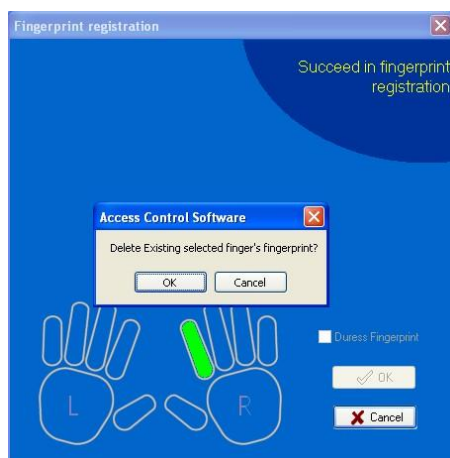 Fingerprint registration
Succeed in fingerprint
registration
Access Control Software
Delete Existing selected finger's fingerprint?
OK
Cancel
Duress Fingerprint
L
R
OK
Cancel